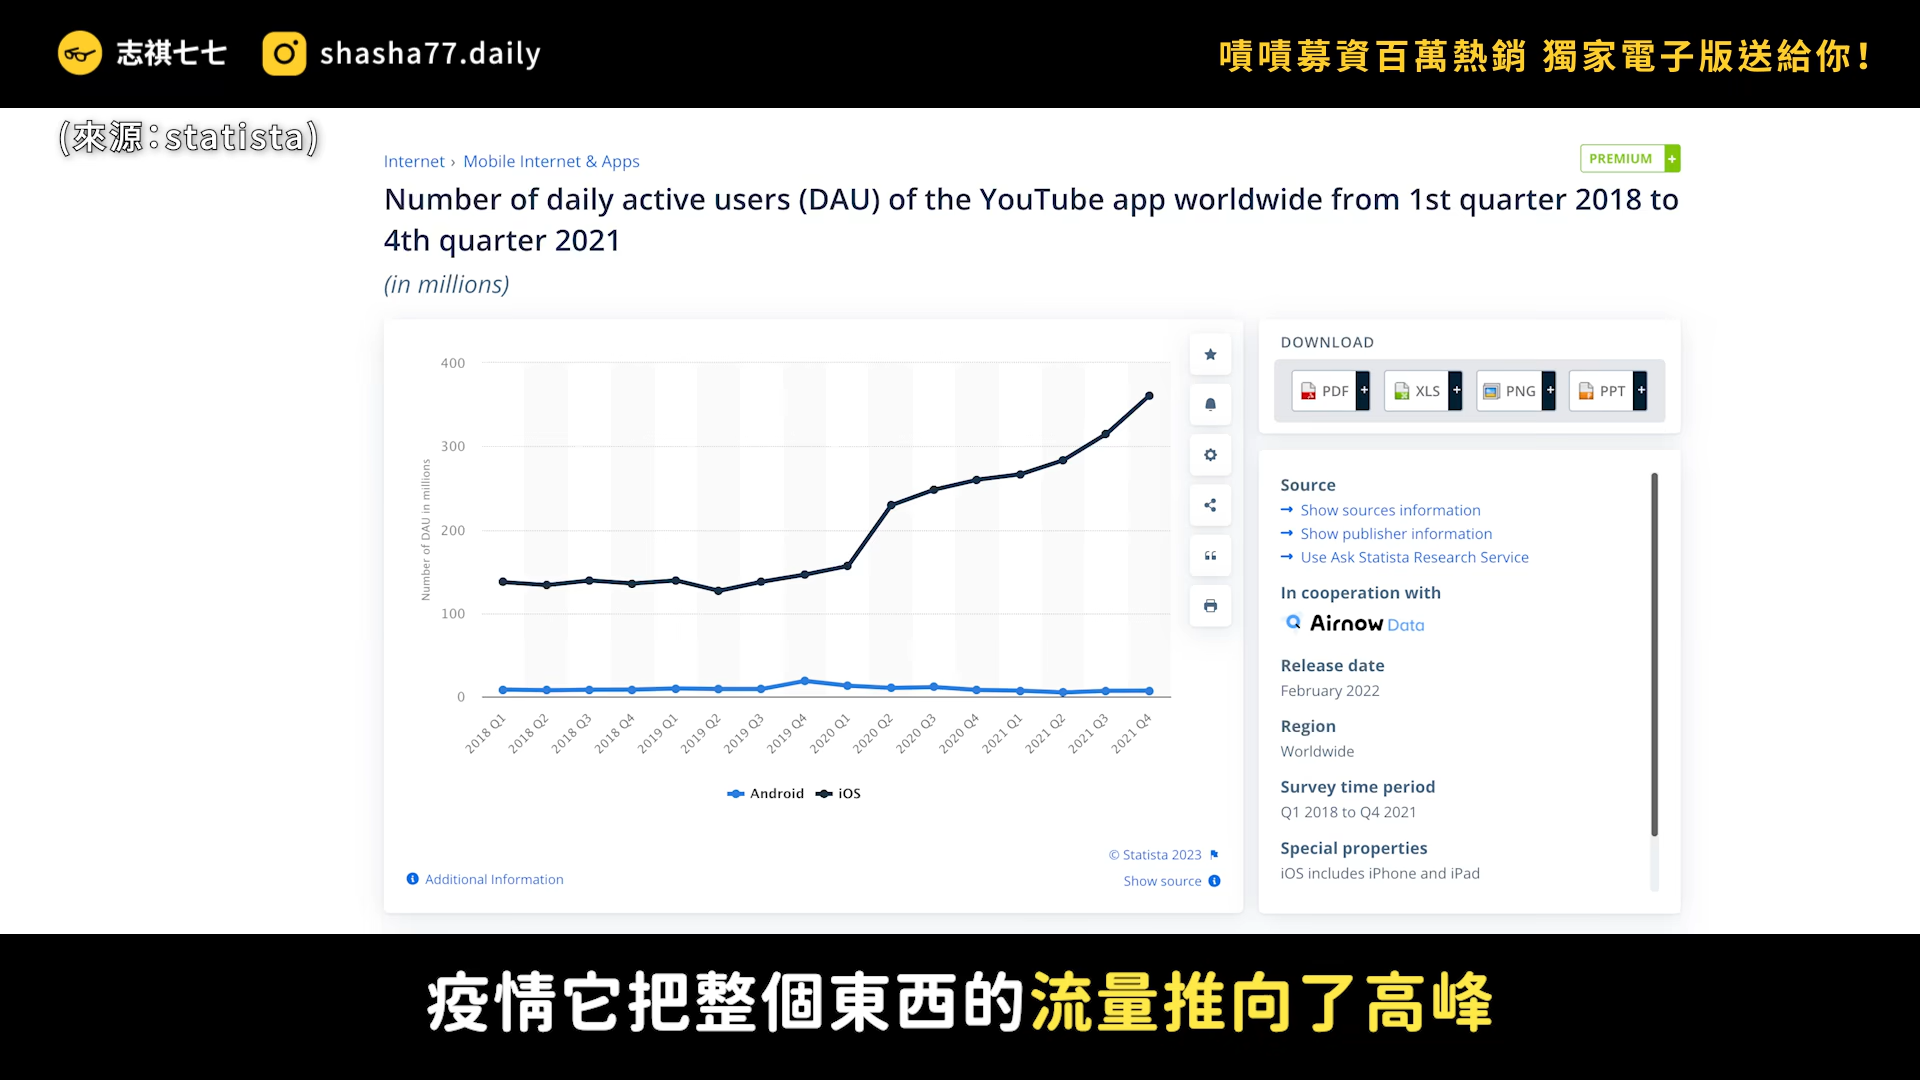 志祺七七
shasha77.daily
嘖嘖募資百萬熱銷 獨家電子版送給你！
(來源：statista)
Internet › Mobile Internet & Apps
PREMIUM +
Number of daily active users (DAU) of the YouTube app worldwide from 1st quarter 2018 to
4th quarter 2021
(in millions)
400
300
200
100
0
Number of DAU in millions
2018 Q1
2018 Q2
2018 Q3
2018 Q4
2019 Q1
2019 Q2
2019 Q3
2019 Q4
2020 Q1
2020 Q2
2020 Q3
2020 Q4
2021 Q1
2021 Q2
2021 Q3
2021 Q4
Android iOS
© Statista 2023
Additional Information
Show source
DOWNLOAD
PDF + XLS + PNG + PPT +
Source
→ Show sources information
→ Show publisher information
→ Use Ask Statista Research Service
In cooperation with
Airnow Data
Release date
February 2022
Region
Worldwide
Survey time period
Q1 2018 to Q4 2021
Special properties
iOS includes iPhone and iPad
疫情它把整個東西的流量推向了高峰